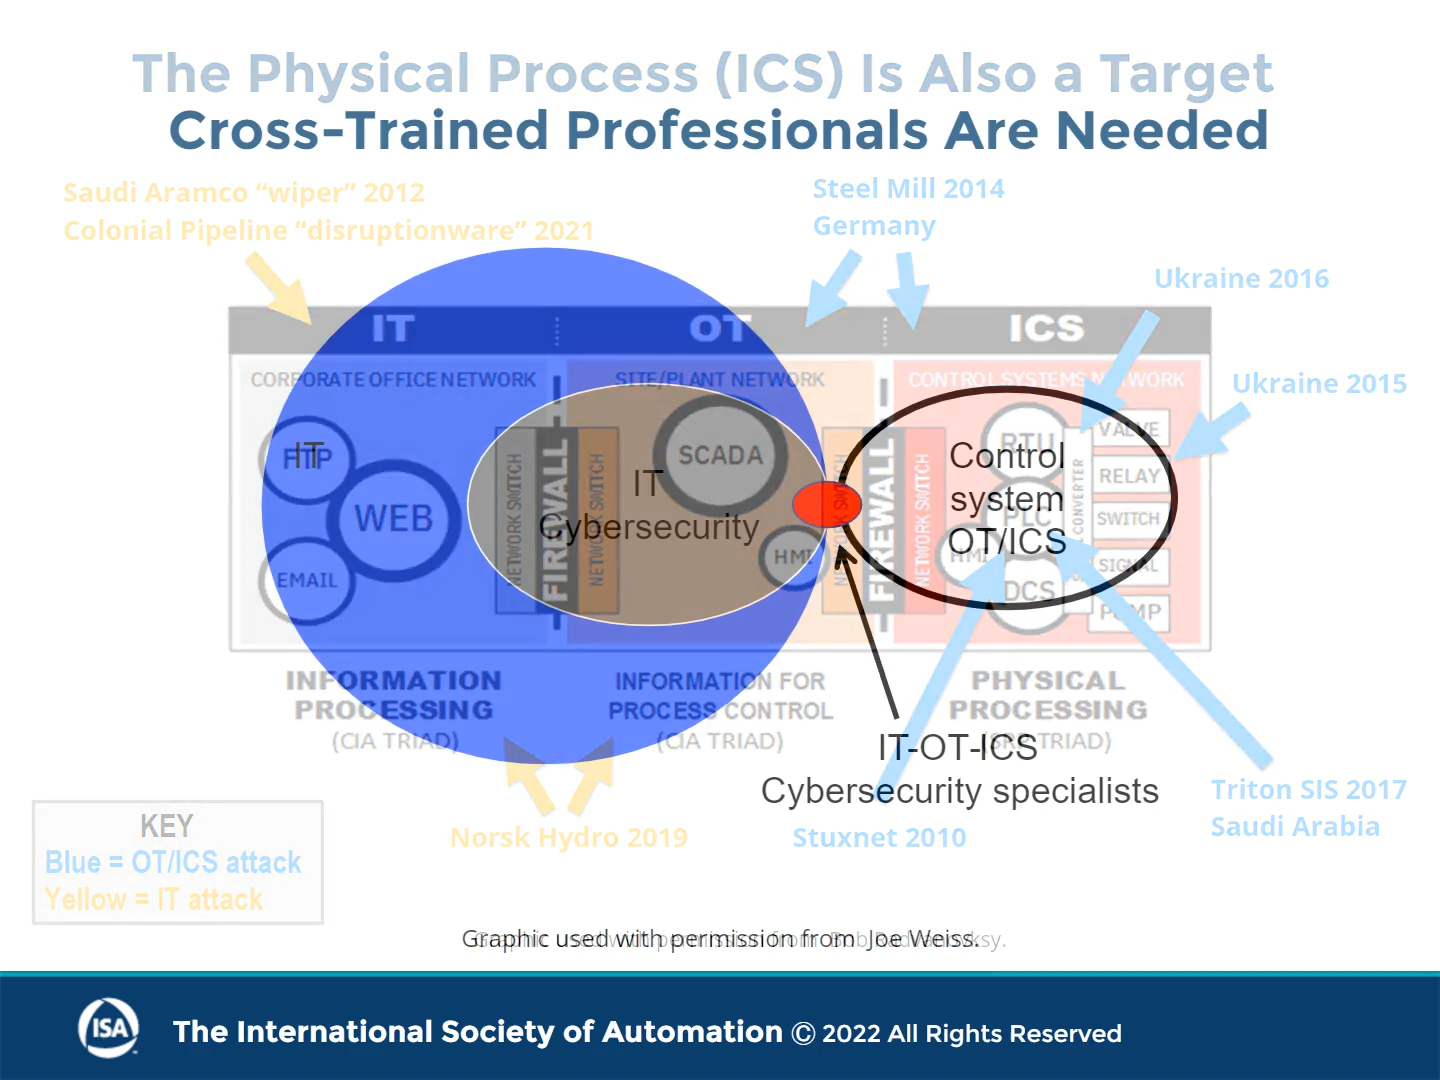 The Physical Process (ICS) Is Also a Target
Cross-Trained Professionals Are Needed
Saudi Aramco “wiper” 2012
Colonial Pipeline “disruptionware” 2021
Steel Mill 2014
Germany
Ukraine 2016
Ukraine 2015
IT
OT
ICS
CORPORATE OFFICE NETWORK
SITE/PLANT NETWORK
CONTROL SYSTEMS NETWORK
FTP
IT
WEB
EMAIL
NETWORK SWITCH
FIREWALL
NETWORK SWITCH
SCADA
IT
Cybersecurity
HMI
NETWORK SWITCH
FIREWALL
NETWORK SWITCH
RTU
Control
system
OT/ICS
PLC
HMI
DCS
CONVERTER
VALVE
RELAY
SWITCH
SIGNAL
PUMP
INFORMATION
PROCESSING
(CIA TRIAD)
INFORMATION FOR
PROCESS CONTROL
(CIA TRIAD)
PHYSICAL
PROCESSING
TRIAD)
IT-OT-ICS
Cybersecurity specialists
Norsk Hydro 2019
Stuxnet 2010
Triton SIS 2017
Saudi Arabia
KEY
Blue = OT/ICS attack
Yellow = IT attack
Graphic used with permission from Joe Weiss.
ISA
The International Society of Automation © 2022 All Rights Reserved